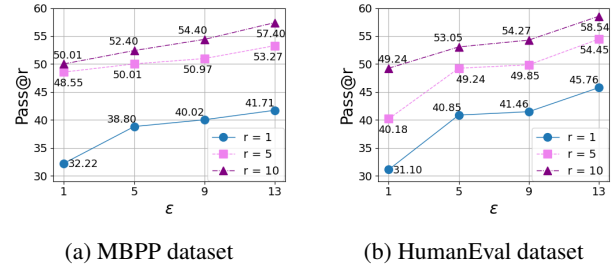 60
55
50
45
40
35
30
Pass@r
50.01
52.40
54.40
57.40
48.55
50.01
50.97
53.27
32.22
38.80
40.02
41.71
r = 1
r = 5
r = 10
1 5 9 13
ε
(a) MBPP dataset
60
55
50
45
40
35
30
Pass@r
49.24
53.05
54.27
58.54
40.18
49.24
49.85
54.45
31.10
40.85
41.46
45.76
r = 1
r = 5
r = 10
1 5 9 13
ε
(b) HumanEval dataset